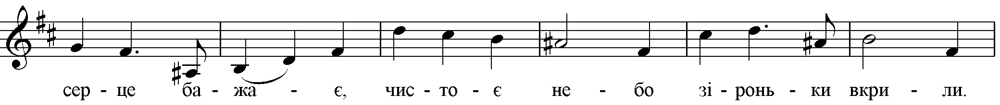 сер - це ба - жа - є, чис - то - є не - бо зі - ронь - ки вкри - ли.